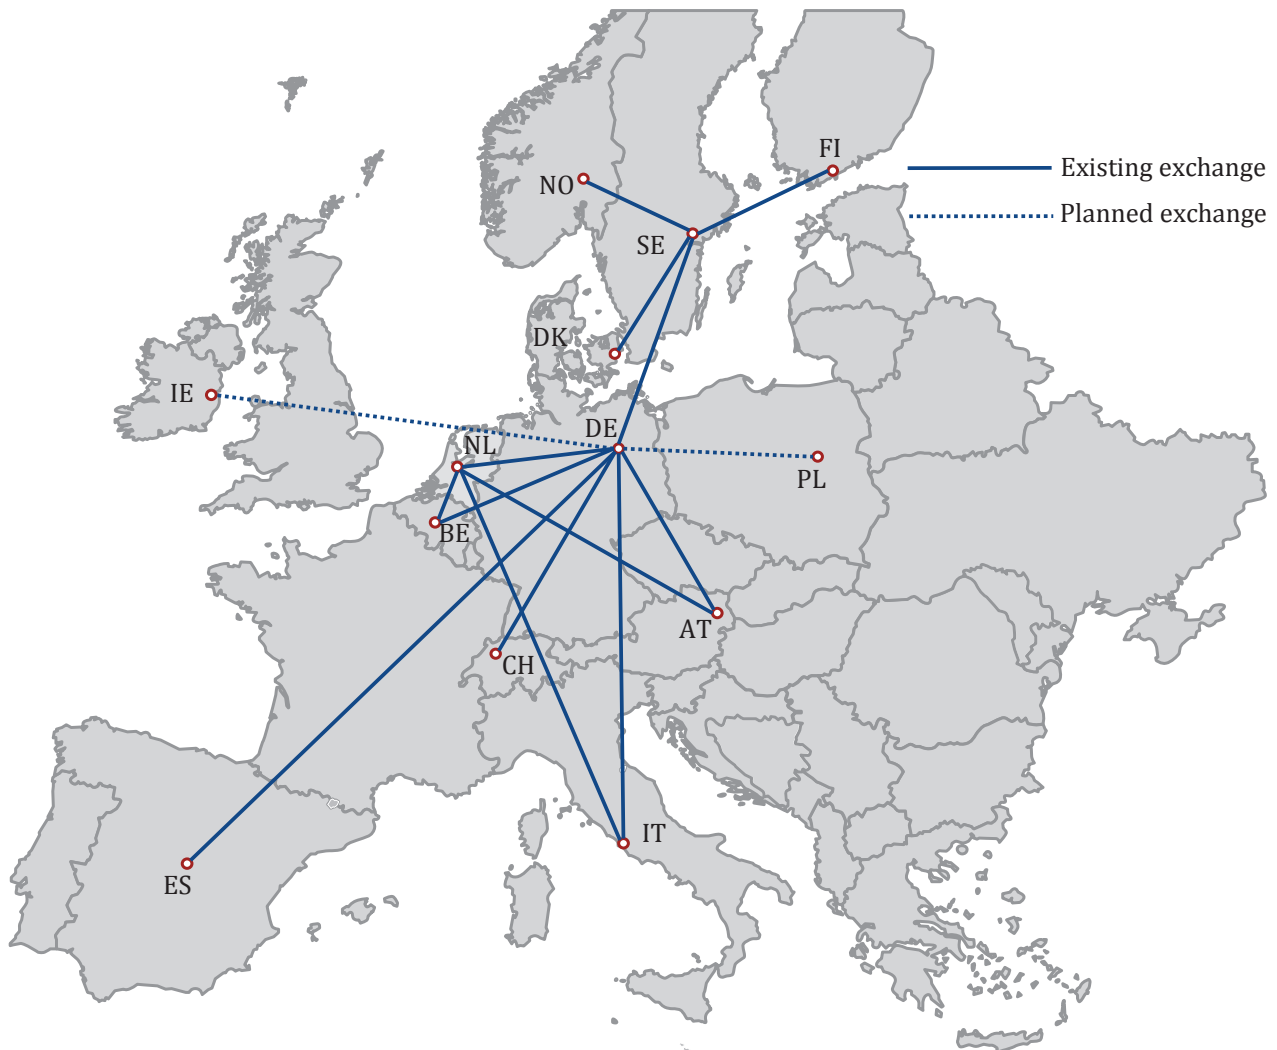 FI
Existing exchange
NO
Planned exchange
SE
DK
IE
DE
NL
PL
BE
AT
CH
IT
ES